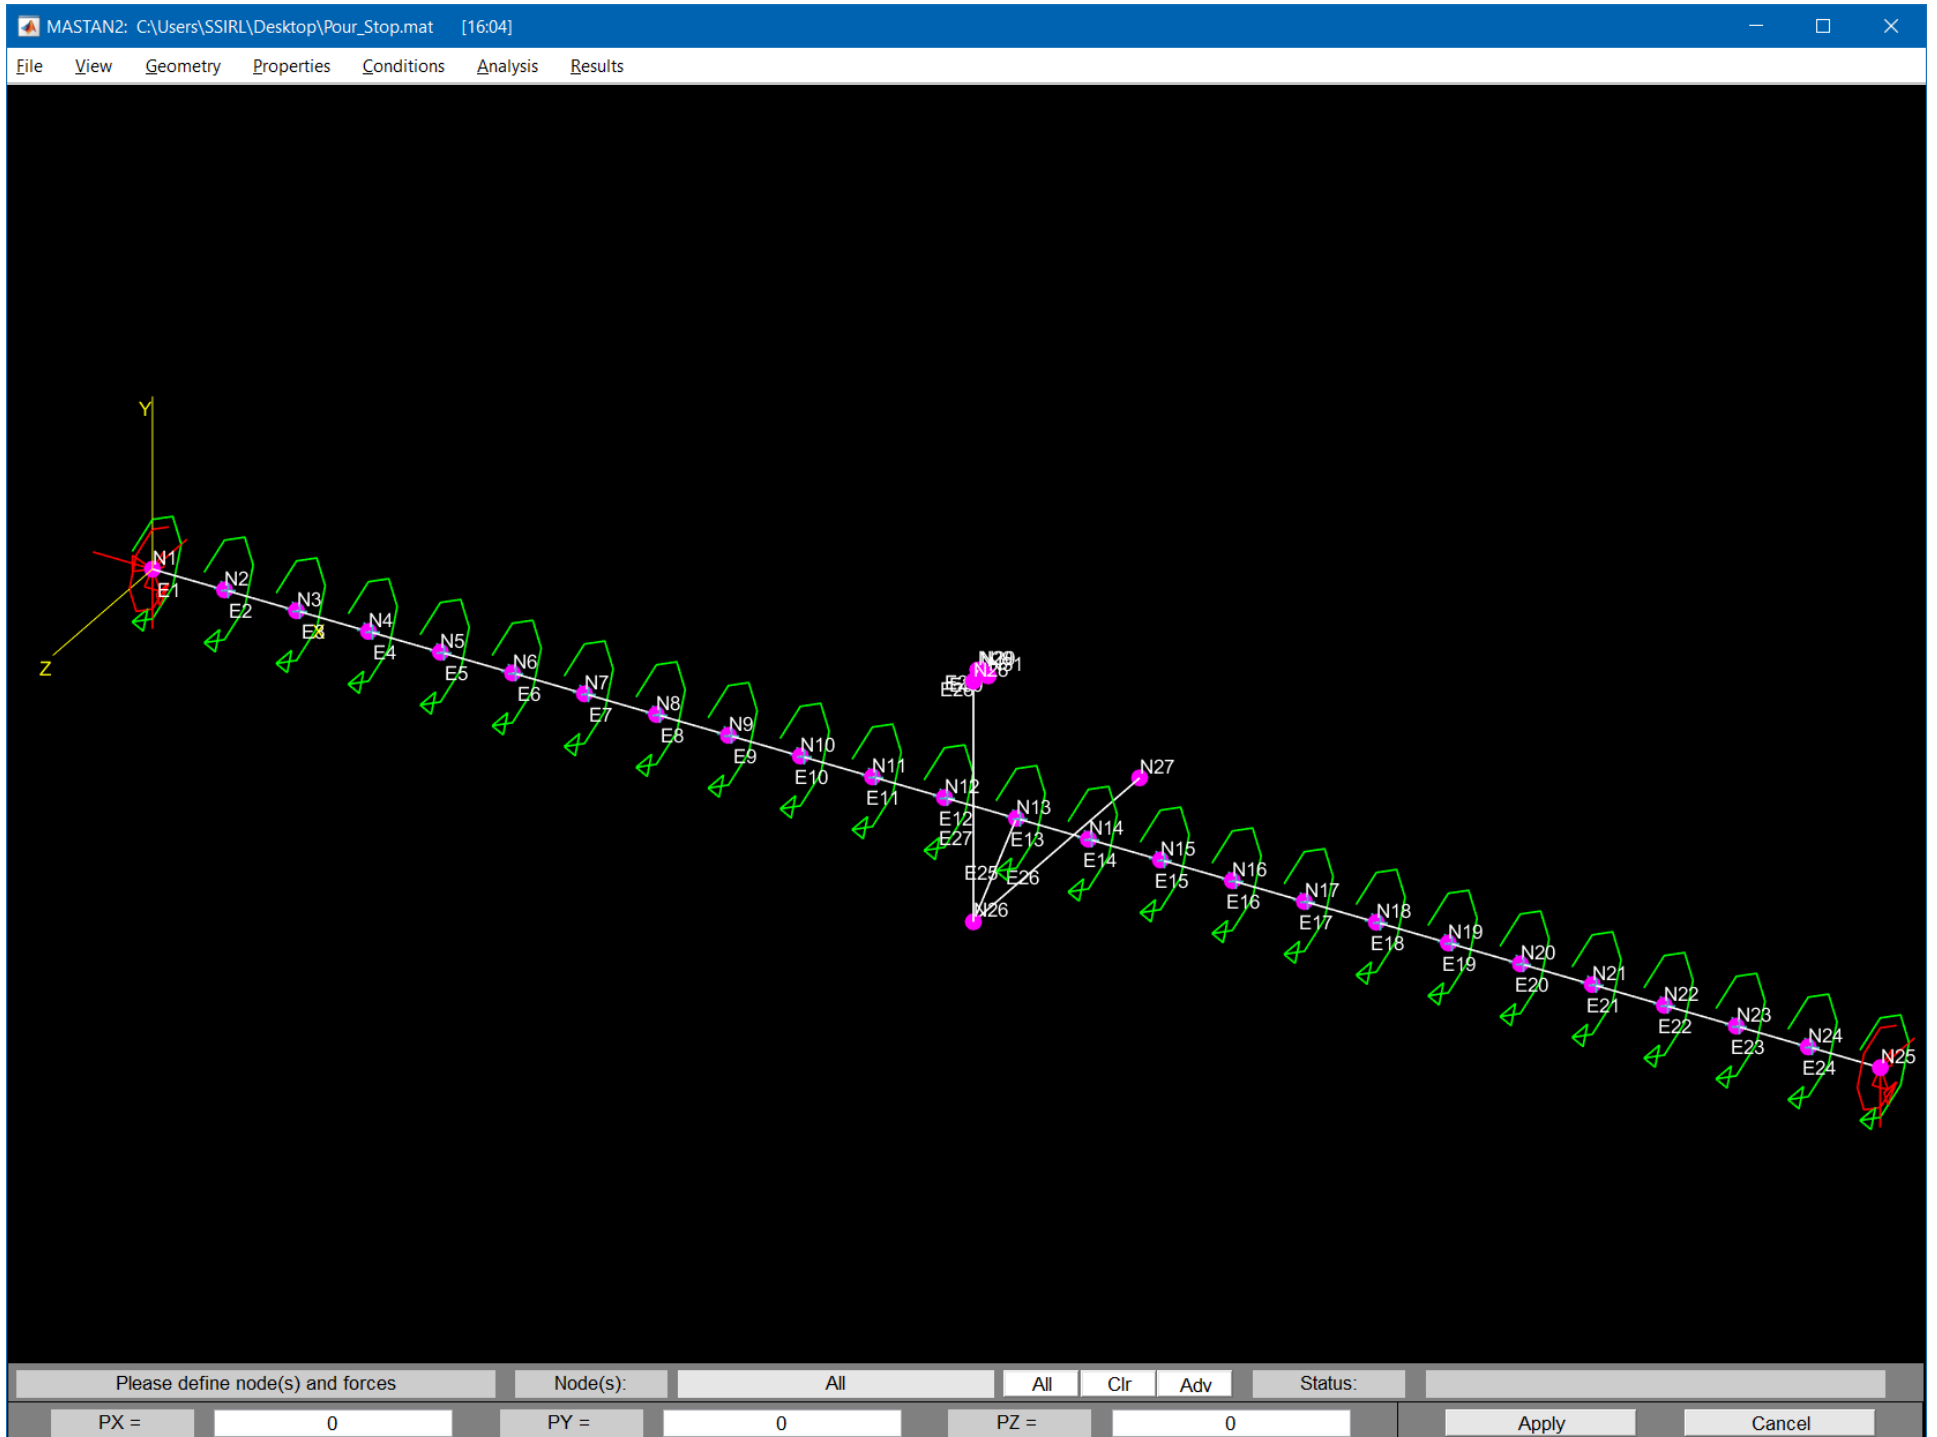 MASTAN2: C:\Users\SSIRL\Desktop\Pour_Stop.mat [16:04]
File View Geometry Properties Conditions Analysis Results
Y
N1
E1
N2
E2
N3
E3
X
Z
N4
E4
N5
E5
N6
E6
N7
E7
N8
E8
N9
E9
N10
E10
N11
E11
N12
E12
E27
N13
E13
E25
E26
N26
N27
N14
E14
N15
E15
N16
E16
N17
E17
N18
E18
N19
E19
N20
E20
N21
E21
N22
E22
N23
E23
N24
E24
N25
Please define node(s) and forces Node(s): All All Clr Adv Status:
PX = 0 PY = 0 PZ = 0 Apply Cancel